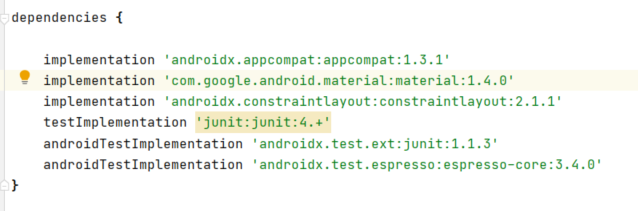 dependencies {
implementation 'androidx.appcompat:appcompat:1.3.1'
implementation 'com.google.android.material:material:1.4.0'
implementation 'androidx.constraintlayout:constraintlayout:2.1.1'
testImplementation 'junit:junit:4.+'
androidTestImplementation 'androidx.test.ext:junit:1.1.3'
androidTestImplementation 'androidx.test.espresso:espresso-core:3.4.0'
}